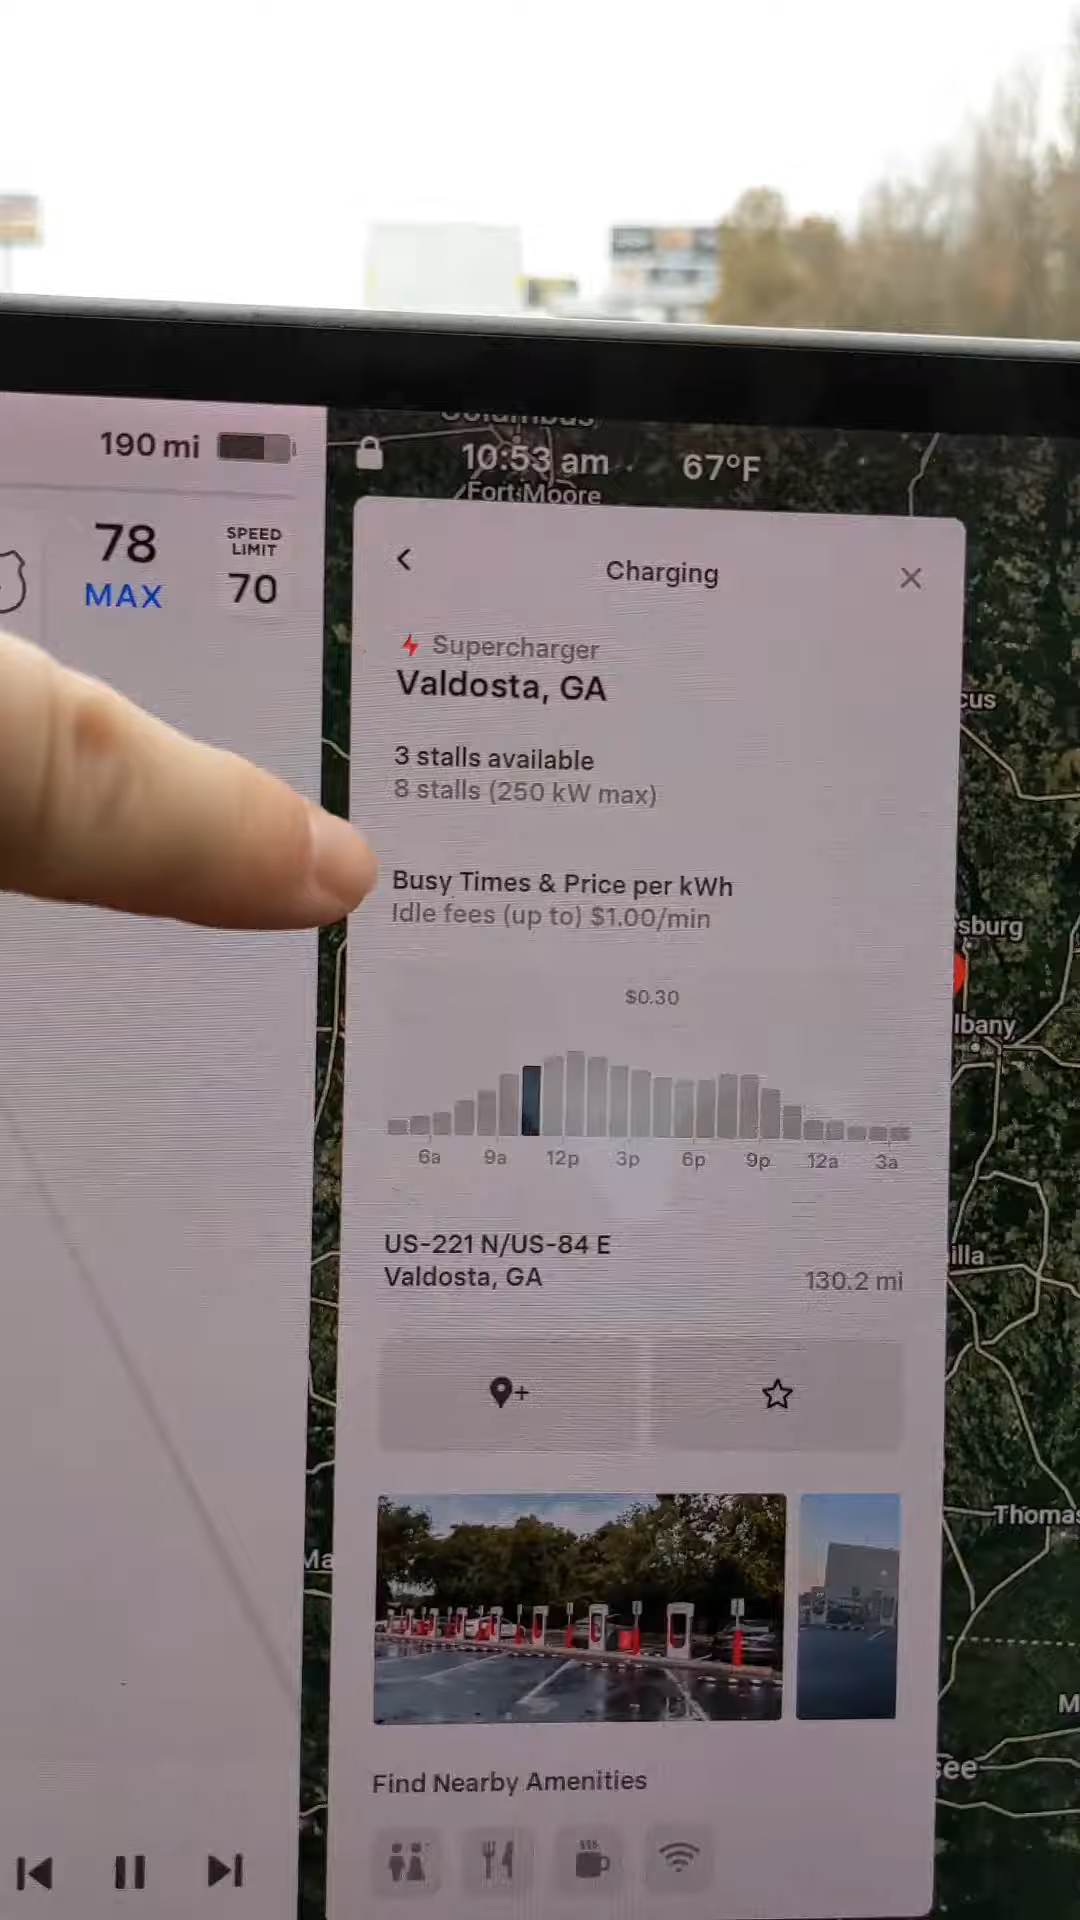 190 mi
10:53 am
67°F
Fort Moore
78
MAX
SPEED
LIMIT
70
Charging
Supercharger
Valdosta, GA
3 stalls available
8 stalls (250 kW max)
Busy Times & Price per kWh
Idle fees (up to) $1.00/min
$0.30
6a 9a 12p 3p 6p 9p 12a 3a
US-221 N/US-84 E
Valdosta, GA
130.2 mi
Find Nearby Amenities
cus
sburg
lbany
illa
Thomas
Ma
see
M